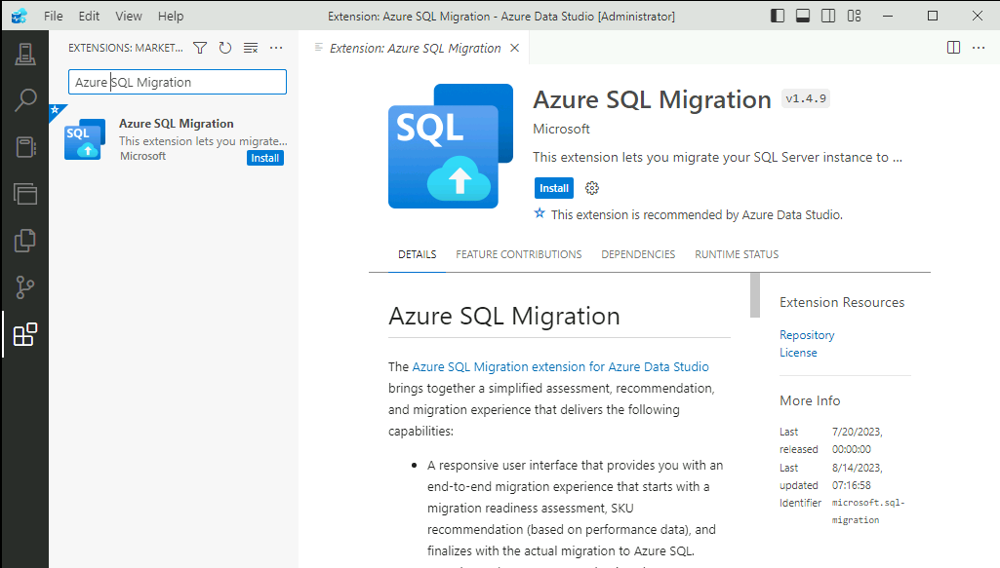 File Edit View Help
Extension: Azure SQL Migration - Azure Data Studio [Administrator]
EXTENSIONS: MARKET...
Azure SQL Migration
SQL
Azure SQL Migration
This extension lets you migrate...
Microsoft
Install
Extension: Azure SQL Migration
SQL
Azure SQL Migration v1.4.9
Microsoft
This extension lets you migrate your SQL Server instance to ...
Install
This extension is recommended by Azure Data Studio.
DETAILS FEATURE CONTRIBUTIONS DEPENDENCIES RUNTIME STATUS
Azure SQL Migration
The Azure SQL Migration extension for Azure Data Studio
brings together a simplified assessment, recommendation,
and migration experience that delivers the following
capabilities:
• A responsive user interface that provides you with an
end-to-end migration experience that starts with a
migration readiness assessment, SKU
recommendation (based on performance data), and
finalizes with the actual migration to Azure SQL.
Extension Resources
Repository
License
More Info
Last 7/20/2023,
released 00:00:00
Last 8/14/2023,
updated 07:16:58
Identifier microsoft.sql-
migration